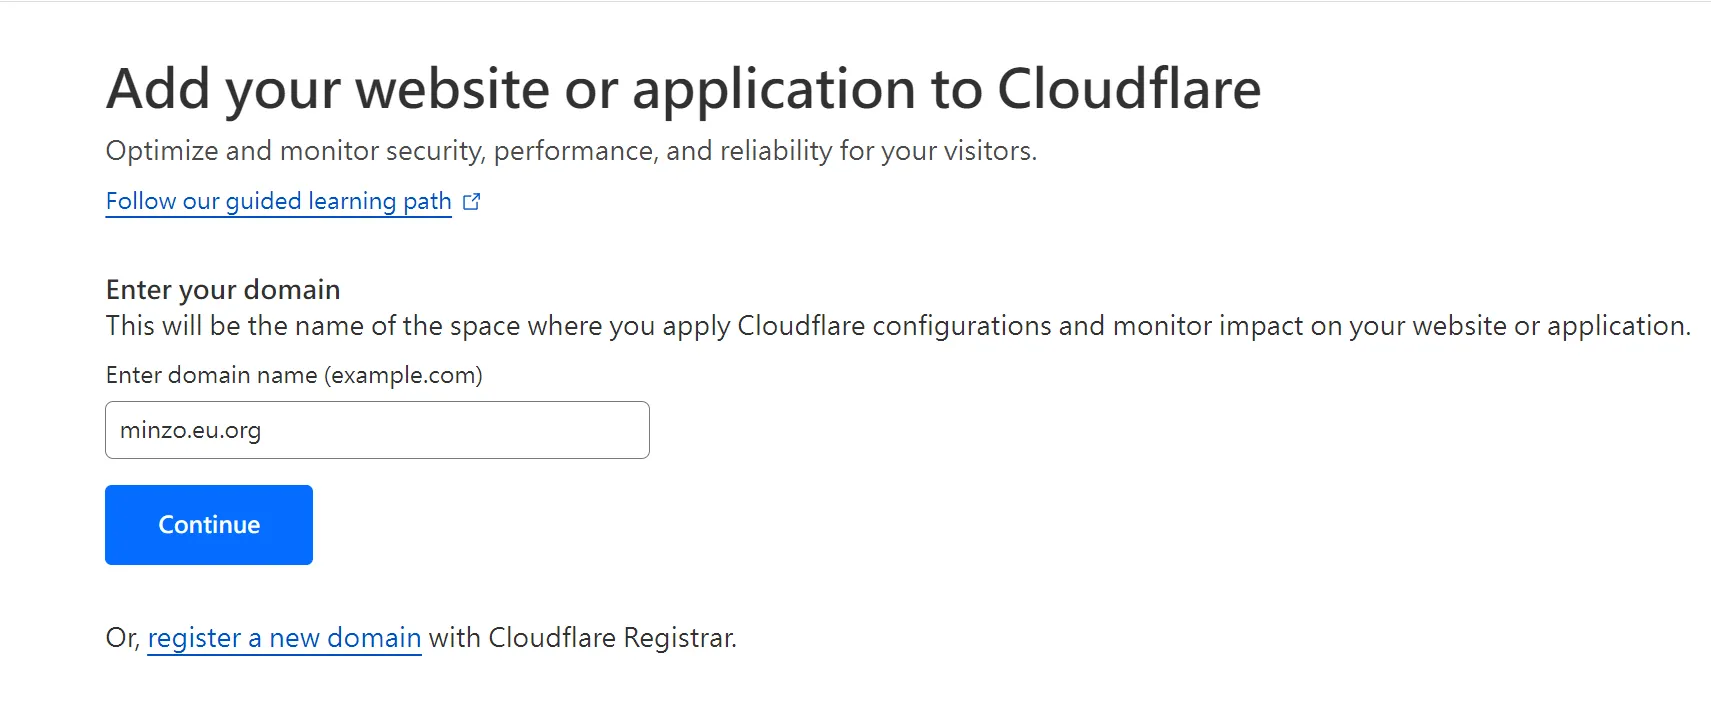 Add your website or application to Cloudflare
Optimize and monitor security, performance, and reliability for your visitors.
Follow our guided learning path
Enter your domain
This will be the name of the space where you apply Cloudflare configurations and monitor impact on your website or application.
Enter domain name (example.com)
minzo.eu.org
Continue
Or, register a new domain with Cloudflare Registrar.